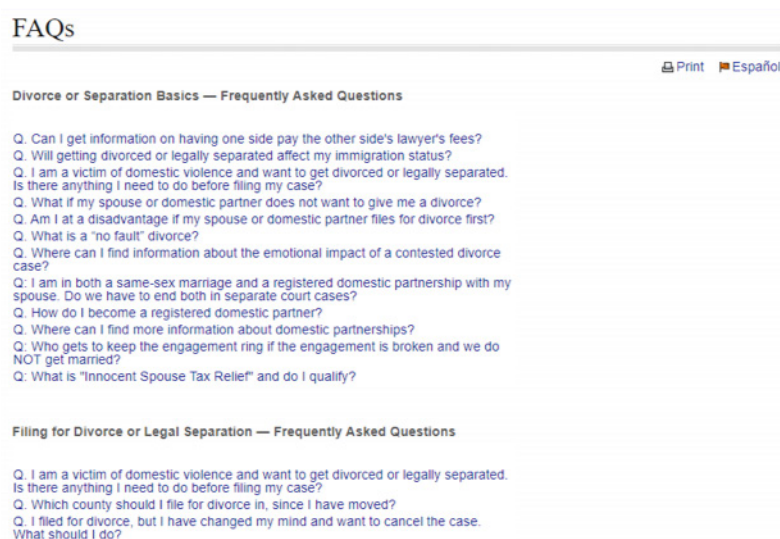 FAQs
Print Español
Divorce or Separation Basics — Frequently Asked Questions
Q. Can I get information on having one side pay the other side's lawyer's fees?
Q. Will getting divorced or legally separated affect my immigration status?
Q. I am a victim of domestic violence and want to get divorced or legally separated.
Is there anything I need to do before filing my case?
Q. What if my spouse or domestic partner does not want to give me a divorce?
Q. Am I at a disadvantage if my spouse or domestic partner files for divorce first?
Q. What is a "no fault" divorce?
Q. Where can I find information about the emotional impact of a contested divorce
case?
Q: I am in both a same-sex marriage and a registered domestic partnership with my
spouse. Do we have to end both in separate court cases?
Q. How do I become a registered domestic partner?
Q. Where can I find more information about domestic partnerships?
Q: Who gets to keep the engagement ring if the engagement is broken and we do
NOT get married?
Q: What is "Innocent Spouse Tax Relief" and do I qualify?
Filing for Divorce or Legal Separation — Frequently Asked Questions
Q. I am a victim of domestic violence and want to get divorced or legally separated.
Is there anything I need to do before filing my case?
Q. Which county should I file for divorce in, since I have moved?
Q. I filed for divorce, but I have changed my mind and want to cancel the case.
What should I do?